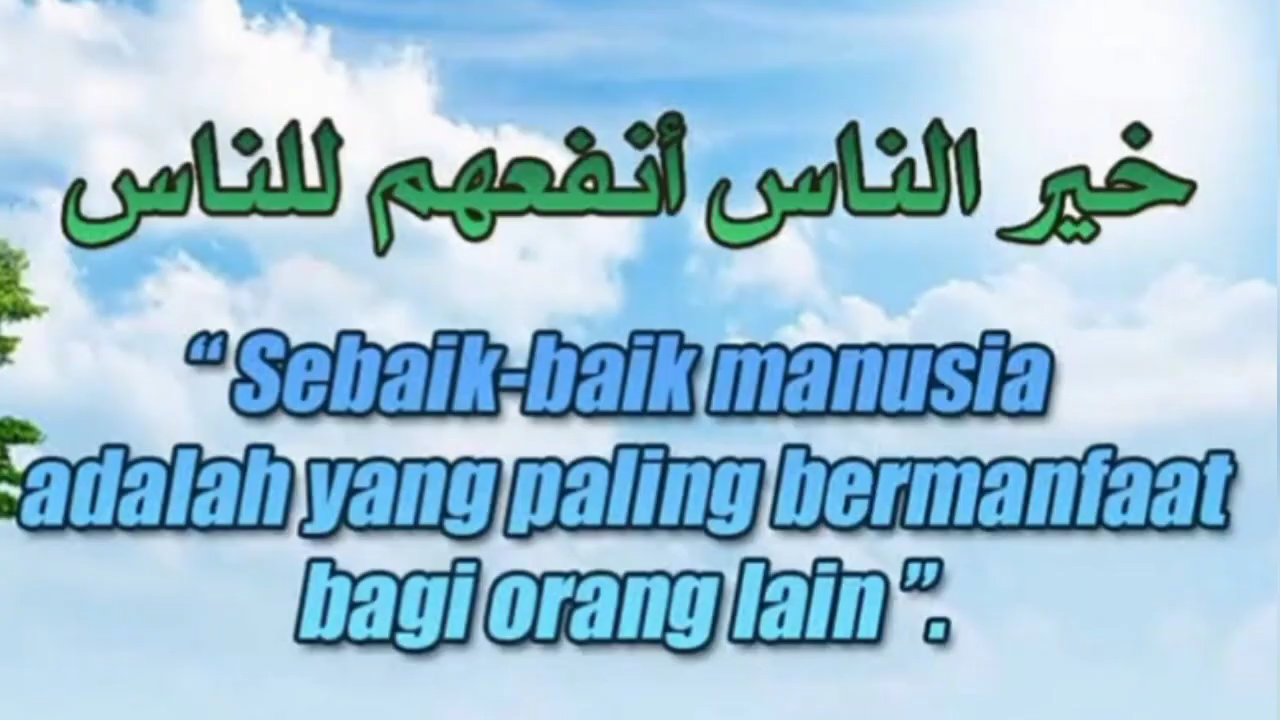 خير الناس أنفعهم للناس
“ Sebaik-baik manusia
adalah yang paling bermanfaat
bagi orang lain ”.